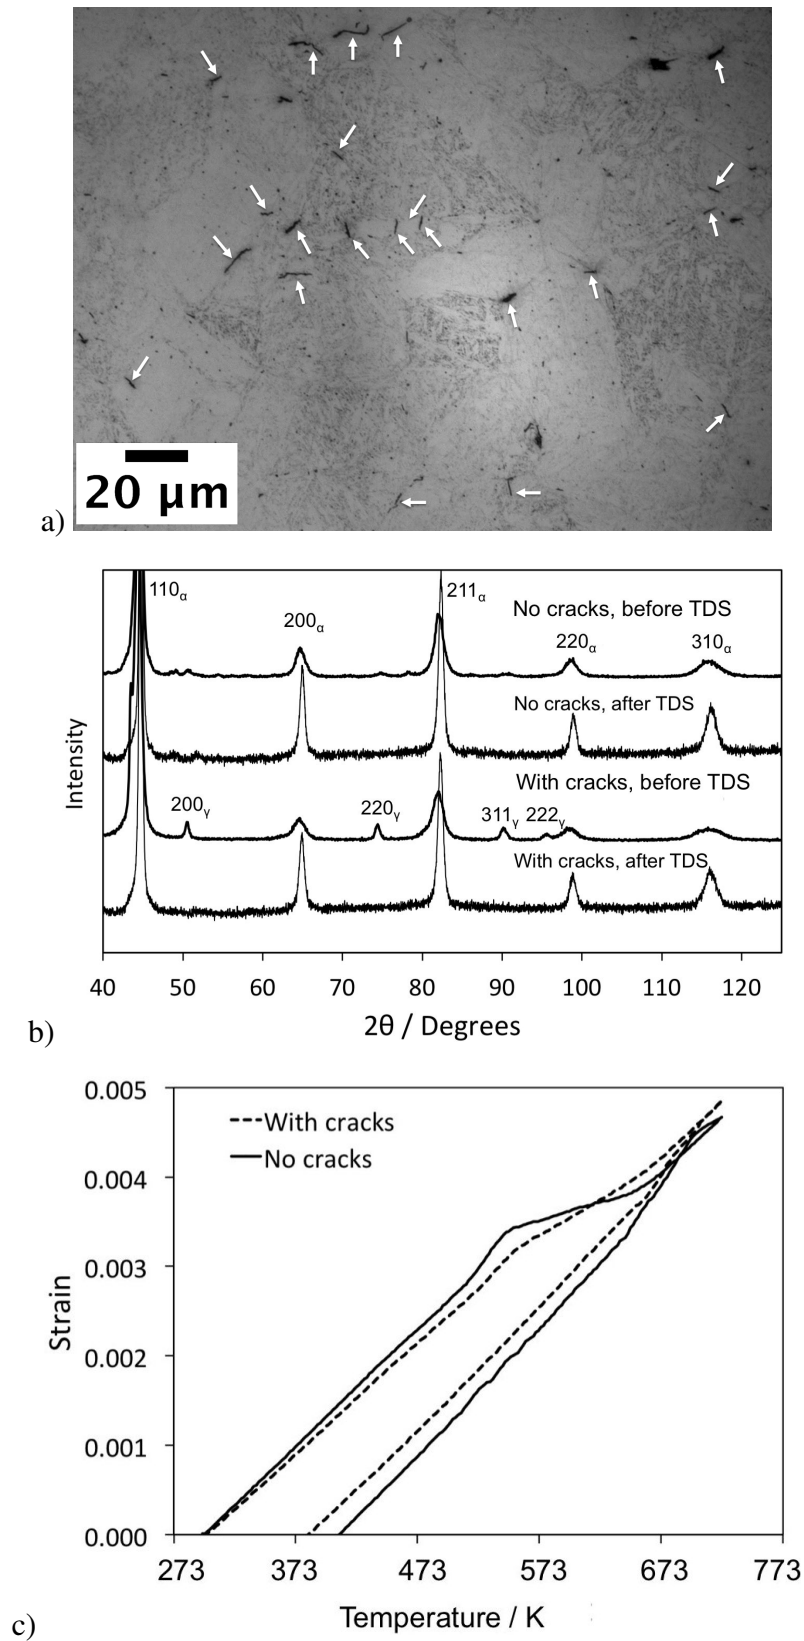 20 µm
a)
110α
211α
No cracks, before TDS
200α
220α
310α
No cracks, after TDS
With cracks, before TDS
200γ
220γ
311γ
222γ
With cracks, after TDS
Intensity
40 50 60 70 80 90 100 110 120
2θ / Degrees
b)
0.005
With cracks
No cracks
0.004
0.003
Strain
0.002
0.001
0.000
273 373 473 573 673 773
Temperature / K
c)